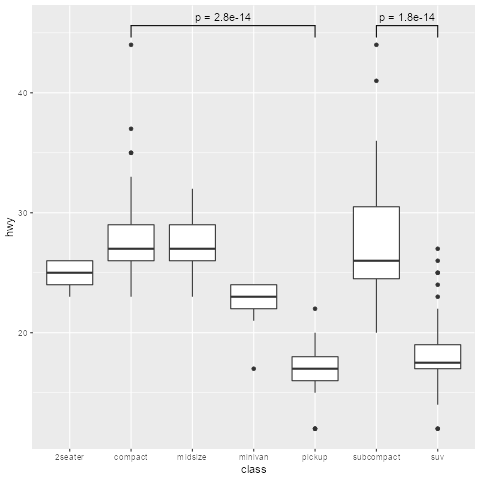 p = 2.8e-14 p = 1.8e-14
40
30
20
hwy
2seater compact midsize minivan pickup subcompact suv
class